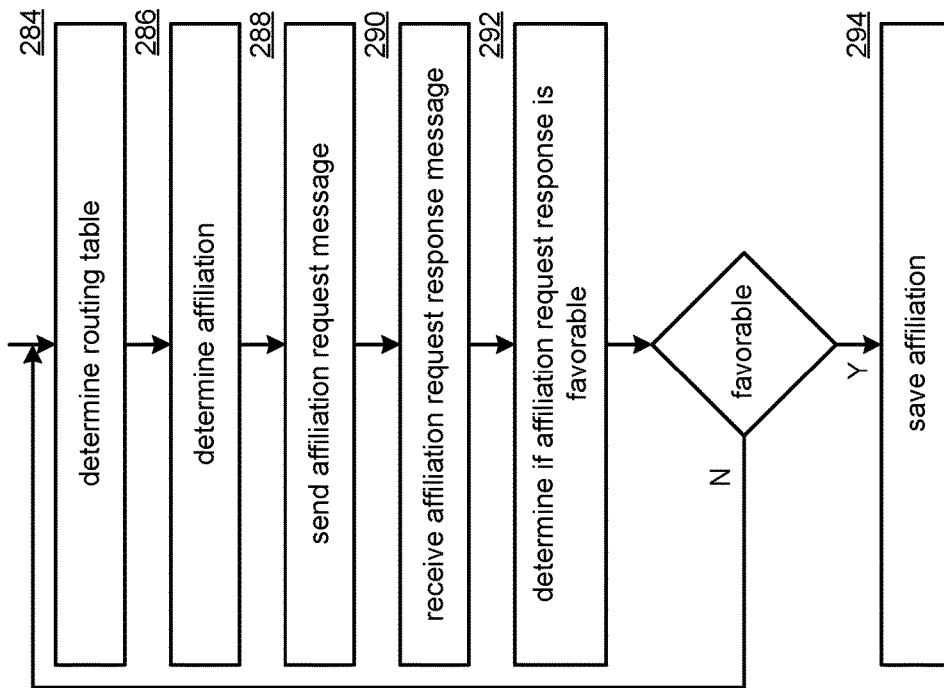 284
determine routing table
286
determine affiliation
288
send affiliation request message
290
receive affiliation request response message
292
determine if affiliation request response is
favorable
favorable
N
Y
294
save affiliation